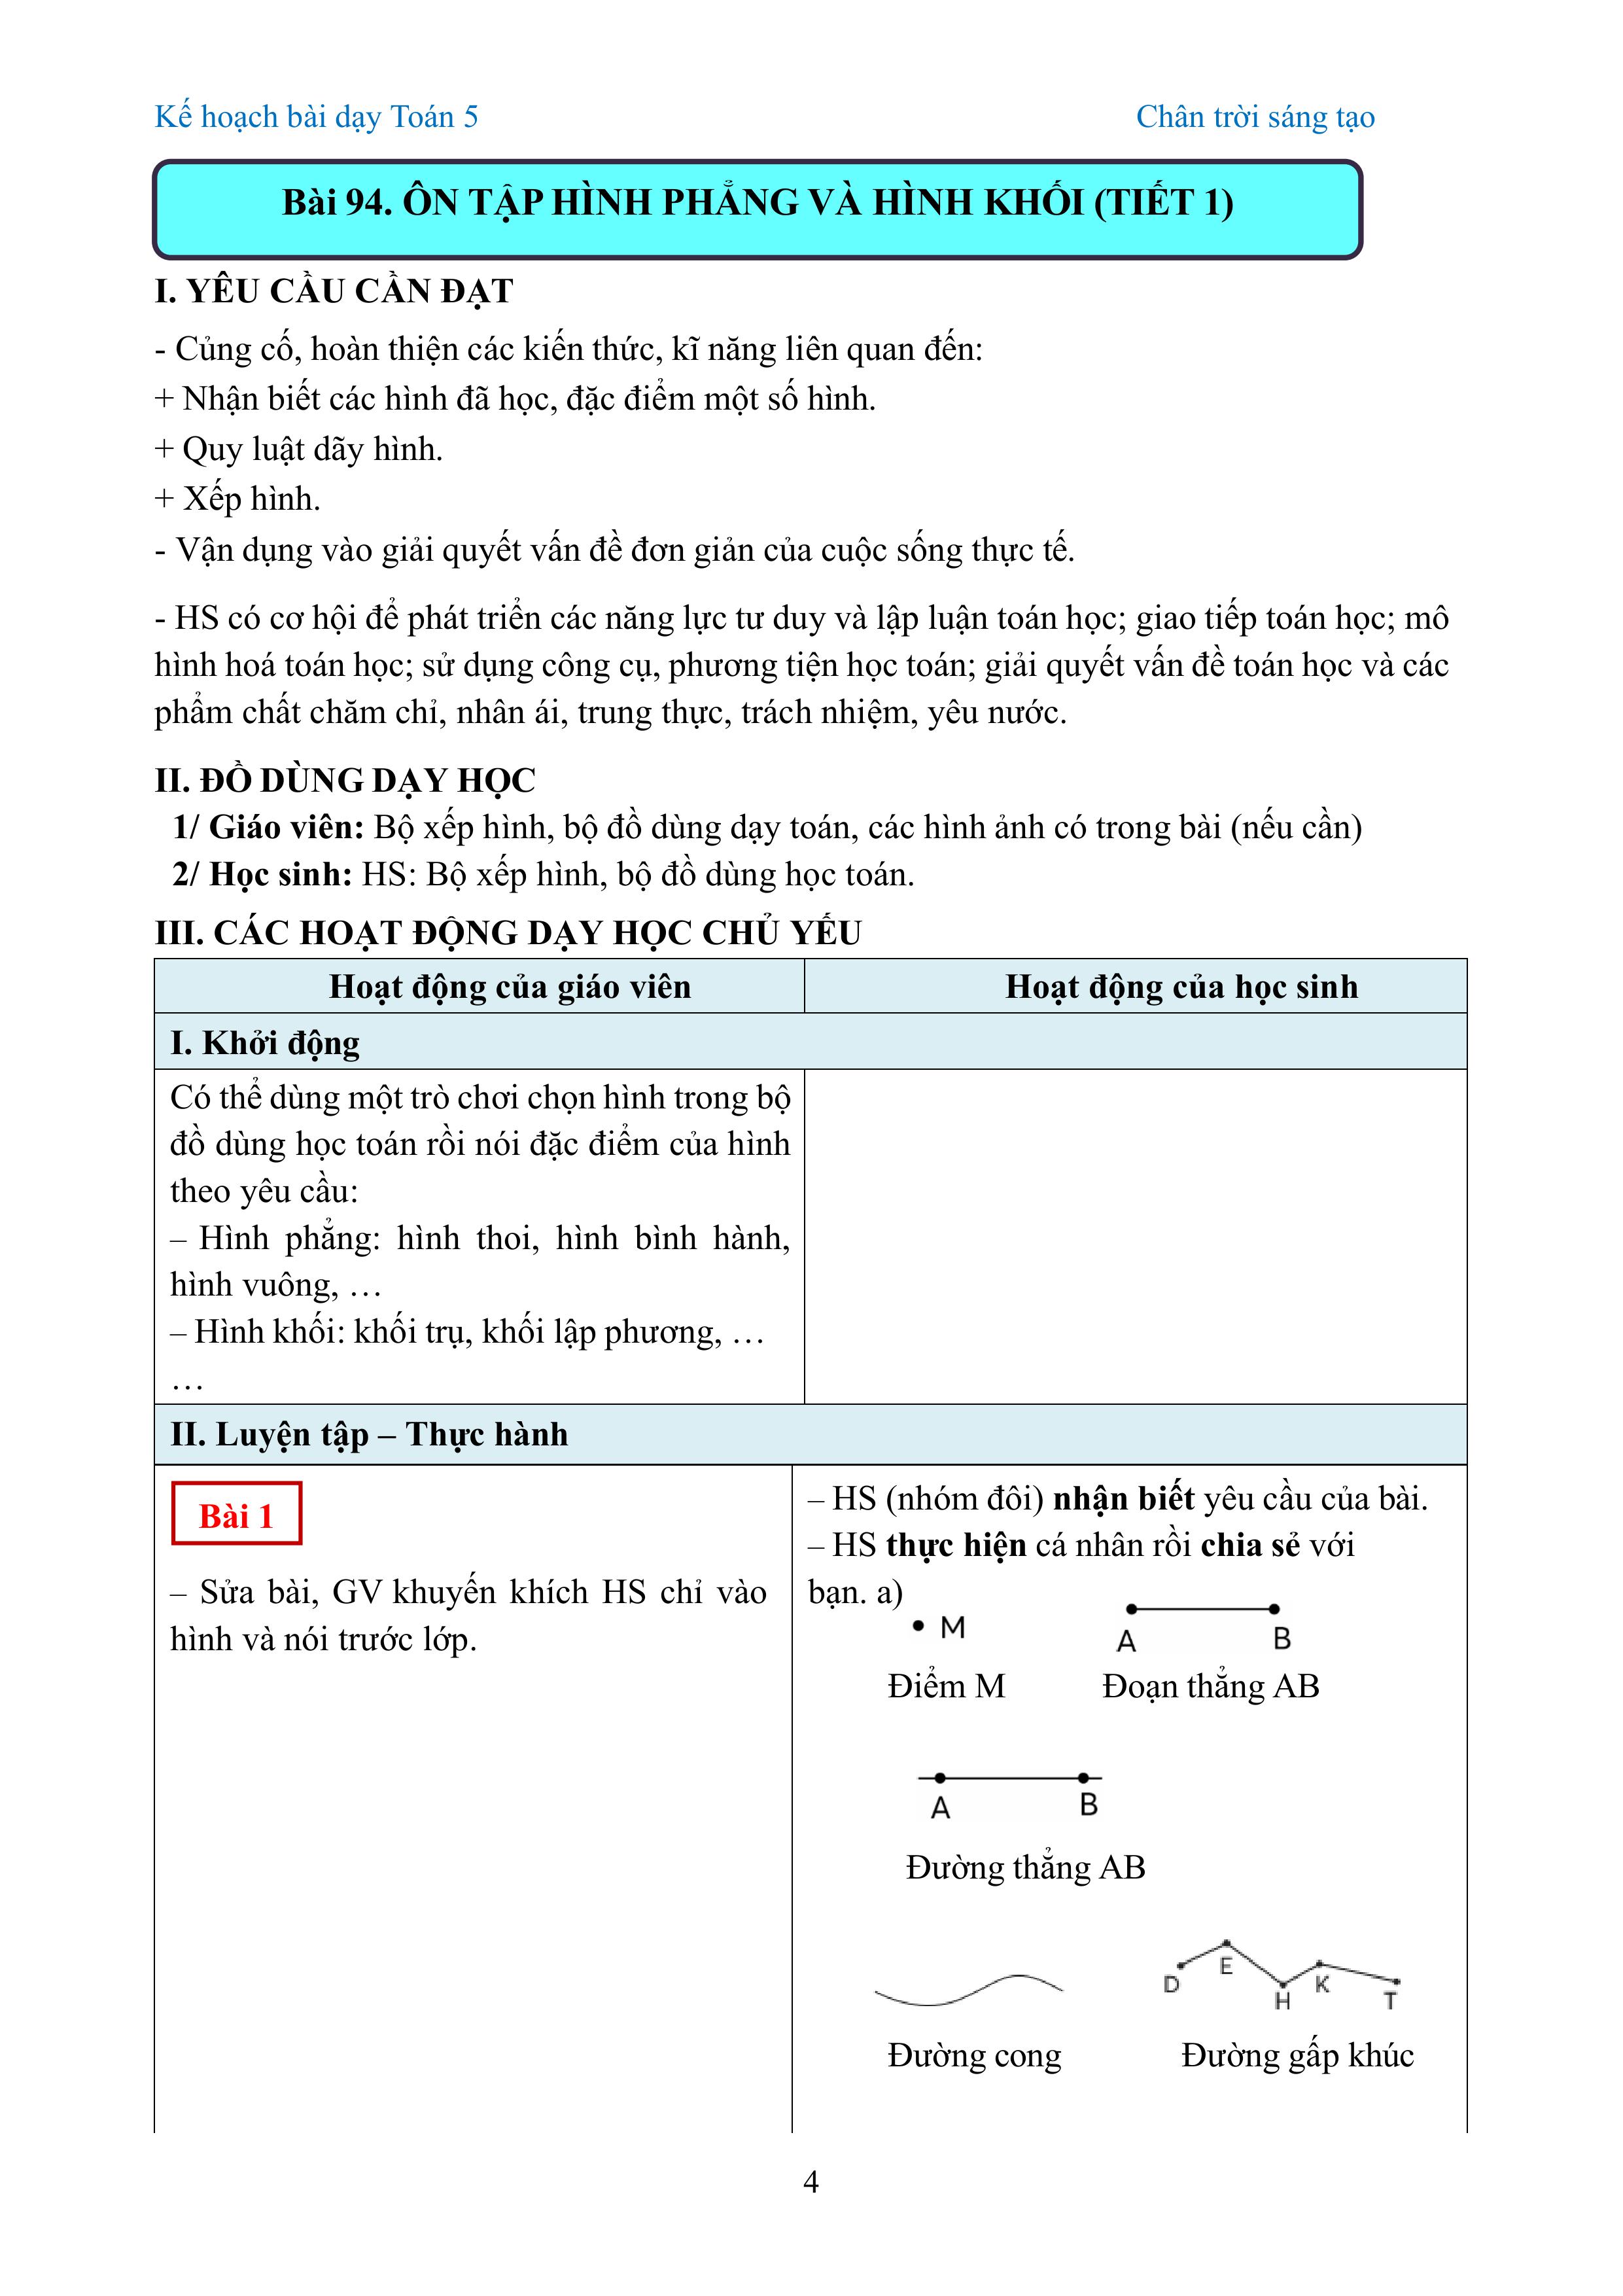 Kế hoạch bài dạy Toán 5 Chân trời sáng tạo
Bài 94. ÔN TẬP HÌNH PHẲNG VÀ HÌNH KHỐI (TIẾT 1)
I. YÊU CẦU CẦN ĐẠT
- Củng cố, hoàn thiện các kiến thức, kĩ năng liên quan đến:
+ Nhận biết các hình đã học, đặc điểm một số hình.
+ Quy luật dãy hình.
+ Xếp hình.
- Vận dụng vào giải quyết vấn đề đơn giản của cuộc sống thực tế.
- HS có cơ hội để phát triển các năng lực tư duy và lập luận toán học; giao tiếp toán học; mô
hình hoá toán học; sử dụng công cụ, phương tiện học toán; giải quyết vấn đề toán học và các
phẩm chất chăm chỉ, nhân ái, trung thực, trách nhiệm, yêu nước.
II. ĐỒ DÙNG DẠY HỌC
1/ Giáo viên: Bộ xếp hình, bộ đồ dùng dạy toán, các hình ảnh có trong bài (nếu cần)
2/ Học sinh: HS: Bộ xếp hình, bộ đồ dùng học toán.
III. CÁC HOẠT ĐỘNG DẠY HỌC CHỦ YẾU
Hoạt động của giáo viên Hoạt động của học sinh
I. Khởi động
Có thể dùng một trò chơi chọn hình trong bộ
đồ dùng học toán rồi nói đặc điểm của hình
theo yêu cầu:
– Hình phẳng: hình thoi, hình bình hành,
hình vuông, …
– Hình khối: khối trụ, khối lập phương, …
…
II. Luyện tập – Thực hành
Bài 1
– Sửa bài, GV khuyến khích HS chỉ vào
hình và nói trước lớp.
– HS (nhóm đôi) nhận biết yêu cầu của bài.
– HS thực hiện cá nhân rồi chia sẻ với
bạn. a)
M A B
Điểm M Đoạn thẳng AB
A B
Đường thẳng AB
D E H K T
Đường cong Đường gấp khúc
4